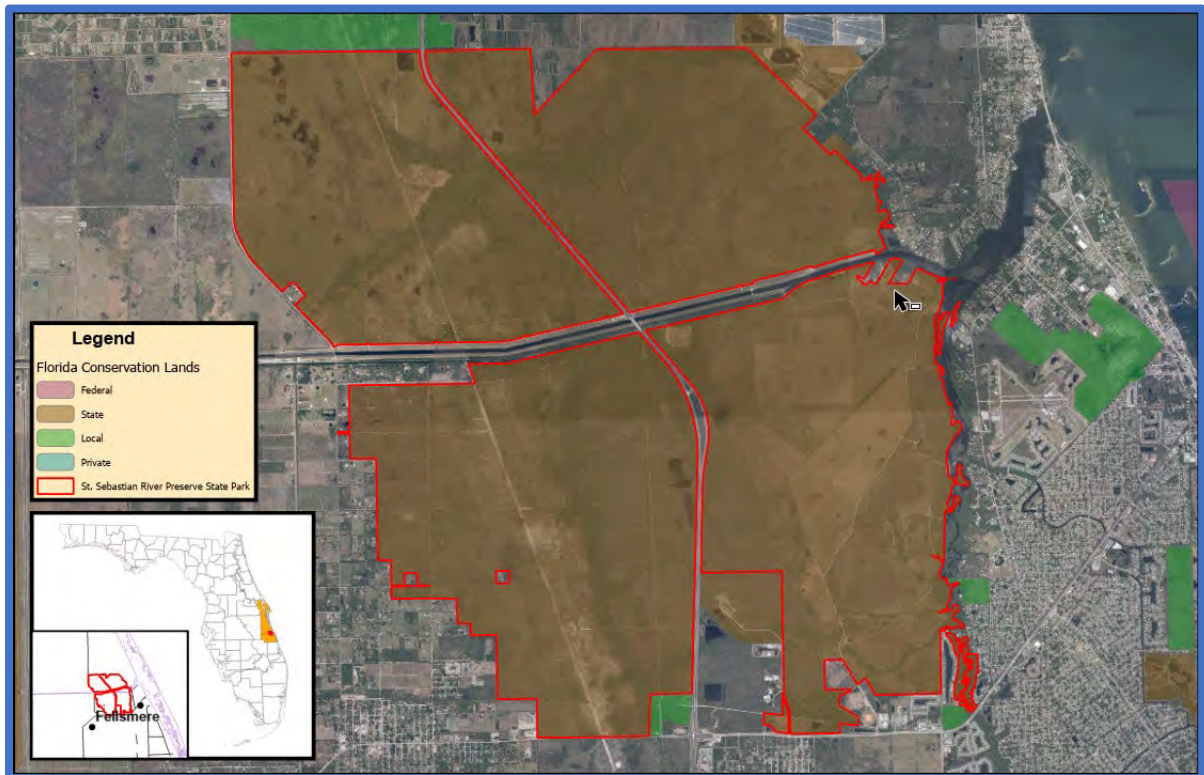 Legend
Florida Conservation Lands
Federal
State
Local
Private
St. Sebastian River Preserve State Park
Fellsmere